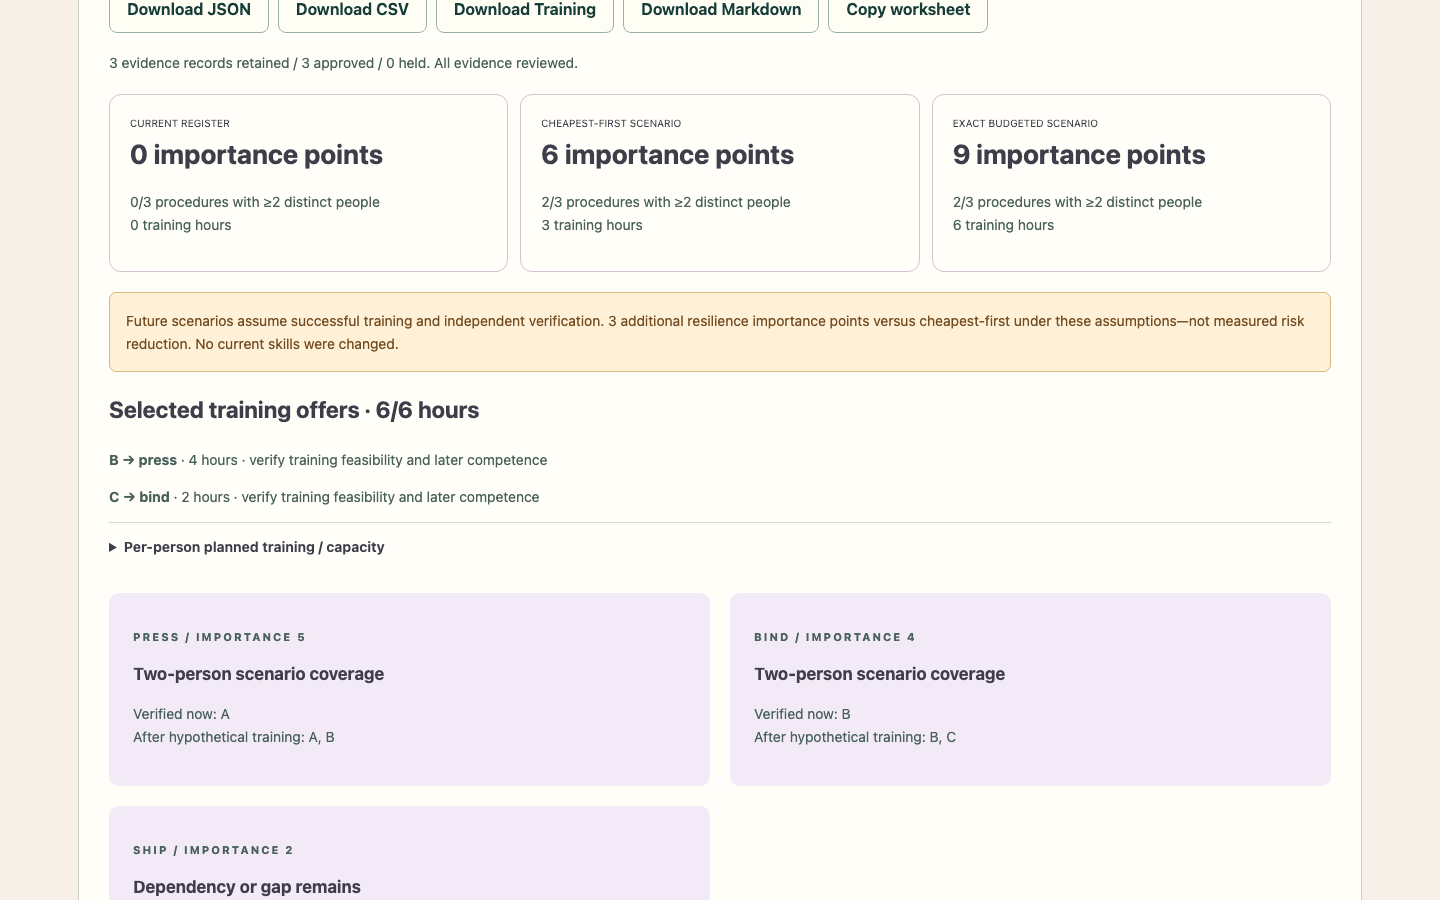 Download JSON
Download CSV
Download Training
Download Markdown
Copy worksheet
3 evidence records retained / 3 approved / 0 held. All evidence reviewed.
CURRENT REGISTER
0 importance points
0/3 procedures with ≥2 distinct people
0 training hours
CHEAPEST-FIRST SCENARIO
6 importance points
2/3 procedures with ≥2 distinct people
3 training hours
EXACT BUDGETED SCENARIO
9 importance points
2/3 procedures with ≥2 distinct people
6 training hours
Future scenarios assume successful training and independent verification. 3 additional resilience importance points versus cheapest-first under these assumptions—not measured risk
reduction. No current skills were changed.
Selected training offers · 6/6 hours
B → press · 4 hours · verify training feasibility and later competence
C → bind · 2 hours · verify training feasibility and later competence
Per-person planned training / capacity
PRESS / IMPORTANCE 5
Two-person scenario coverage
Verified now: A
After hypothetical training: A, B
BIND / IMPORTANCE 4
Two-person scenario coverage
Verified now: B
After hypothetical training: B, C
SHIP / IMPORTANCE 2
Dependency or gap remains